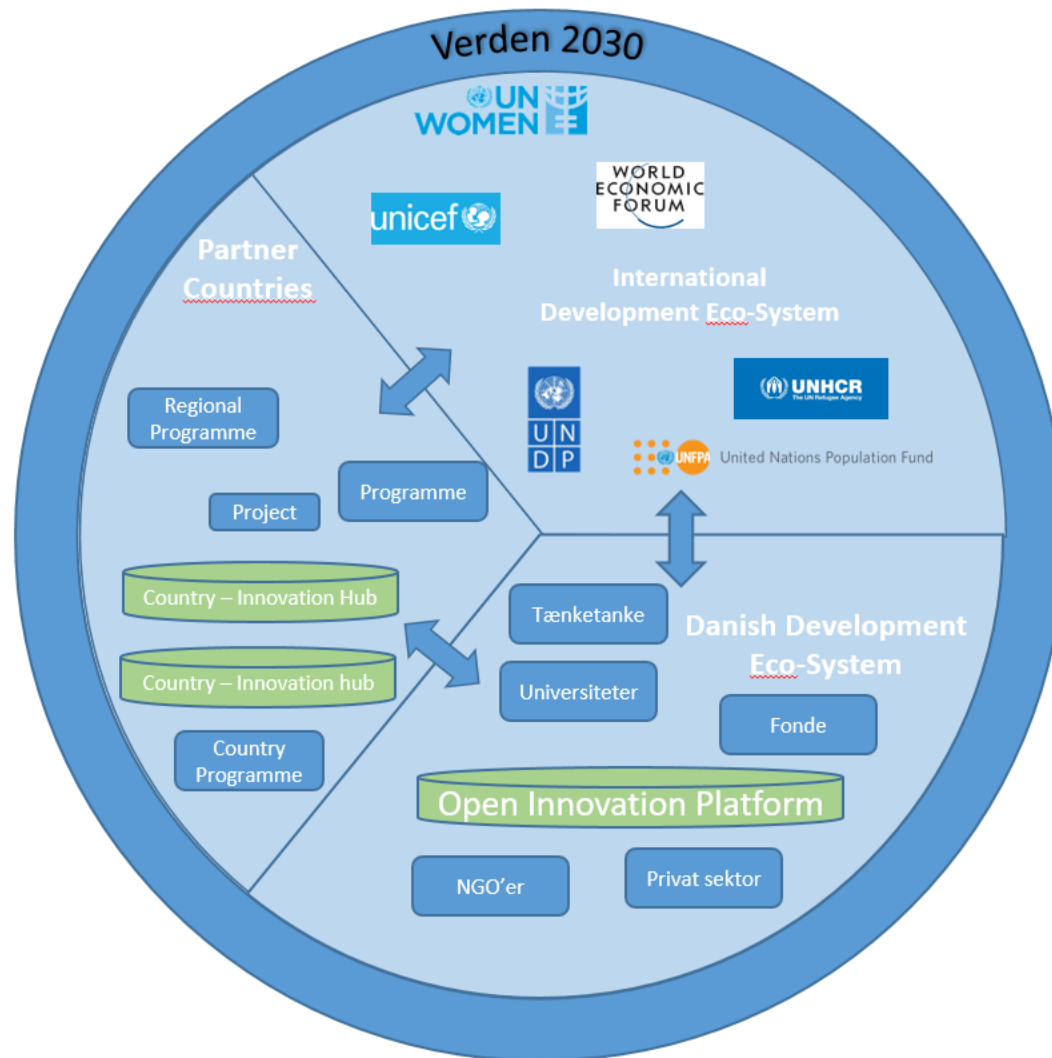 Verden 2030
UN
WOMEN
WORLD
ECONOMIC
FORUM
unicef
Partner
Countries
International
Development Eco-System
Regional
Programme
Programme
Project
UN
DP
UNHCR
The UN Refugee Agency
UNFPA
United Nations Population Fund
Country – Innovation Hub
Country – Innovation hub
Country
Programme
Tænketanke
Danish Development
Eco-System
Universiteter
Fonde
Open Innovation Platform
NGO’er
Privat sektor